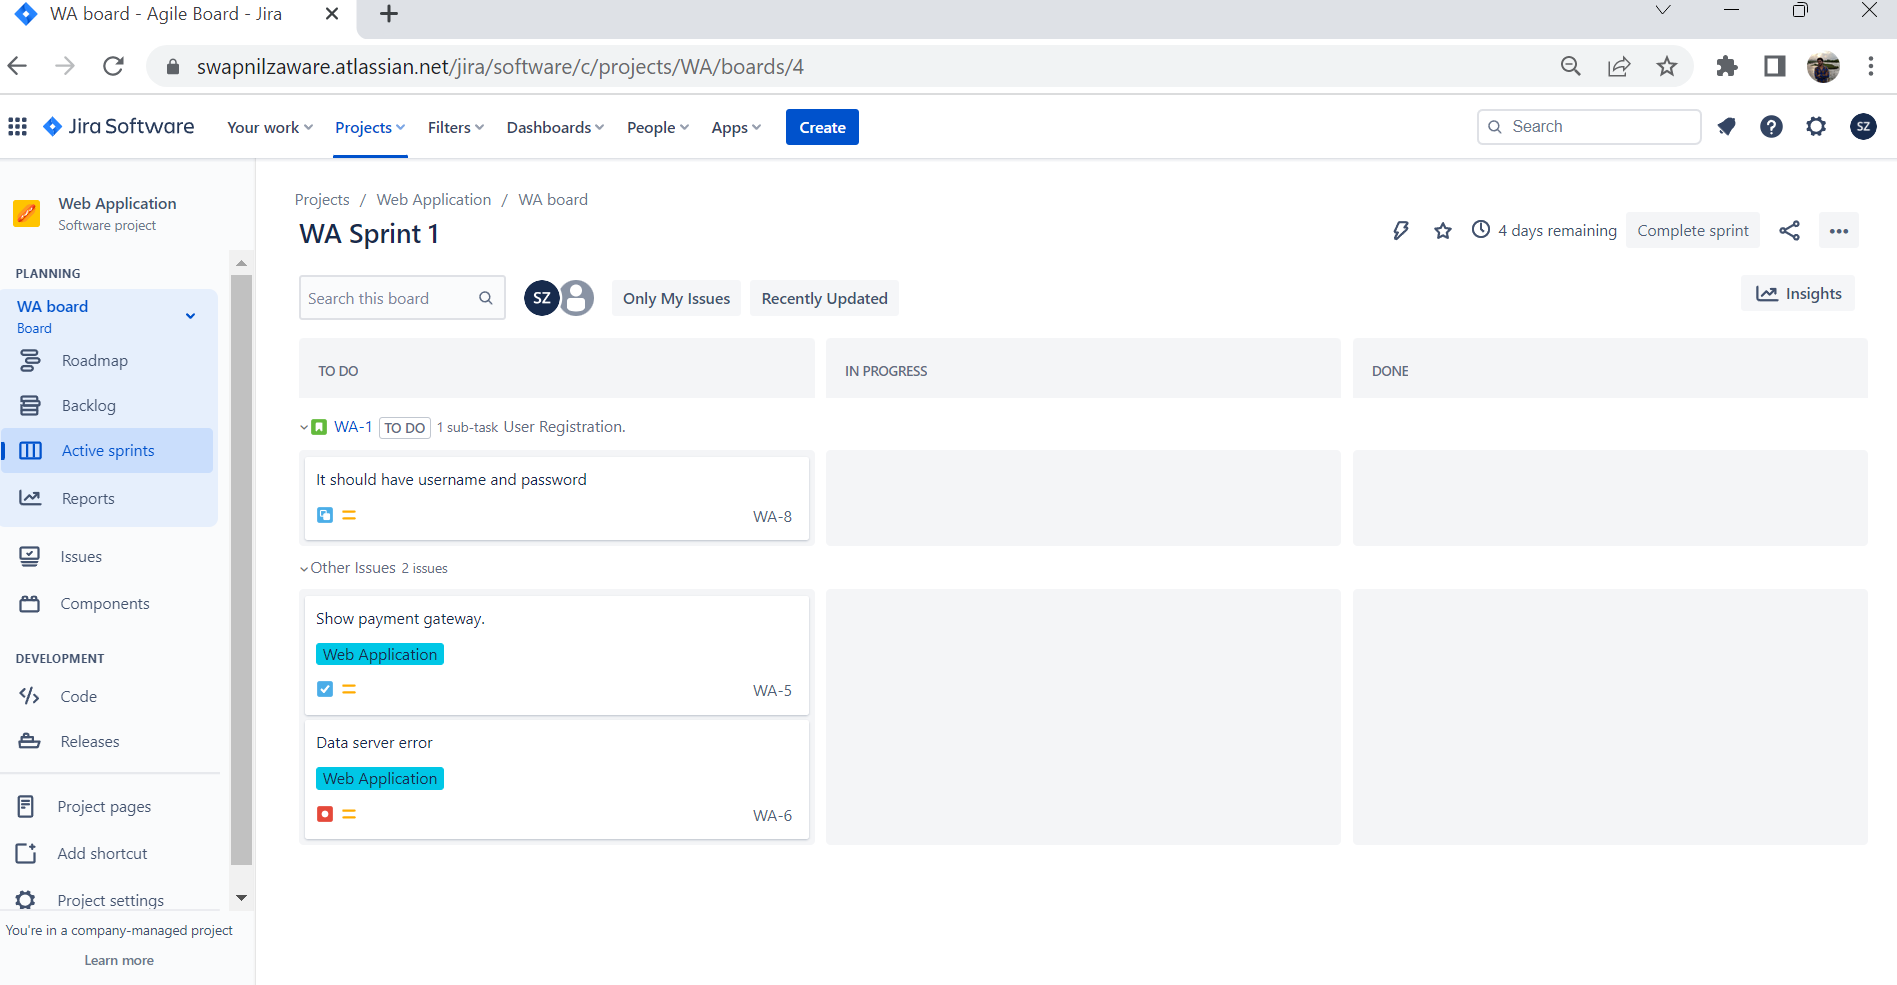 WA board - Agile Board - Jira
swapnilzaware.atlassian.net/jira/software/c/projects/WA/boards/4
Jira Software Your work Projects Filters Dashboards People Apps Create Search SZ
Web Application
Software project
PLANNING
WA board
Board
Roadmap
Backlog
Active sprints
Reports
Issues
Components
DEVELOPMENT
Code
Releases
Project pages
Add shortcut
Project settings
You're in a company-managed project
Learn more
Projects / Web Application / WA board
WA Sprint 1
4 days remaining Complete sprint
Search this board SZ Only My Issues Recently Updated Insights
TO DO IN PROGRESS DONE
WA-1 TO DO 1 sub-task User Registration.
It should have username and password
WA-8
Other Issues 2 issues
Show payment gateway.
Web Application
WA-5
Data server error
Web Application
WA-6